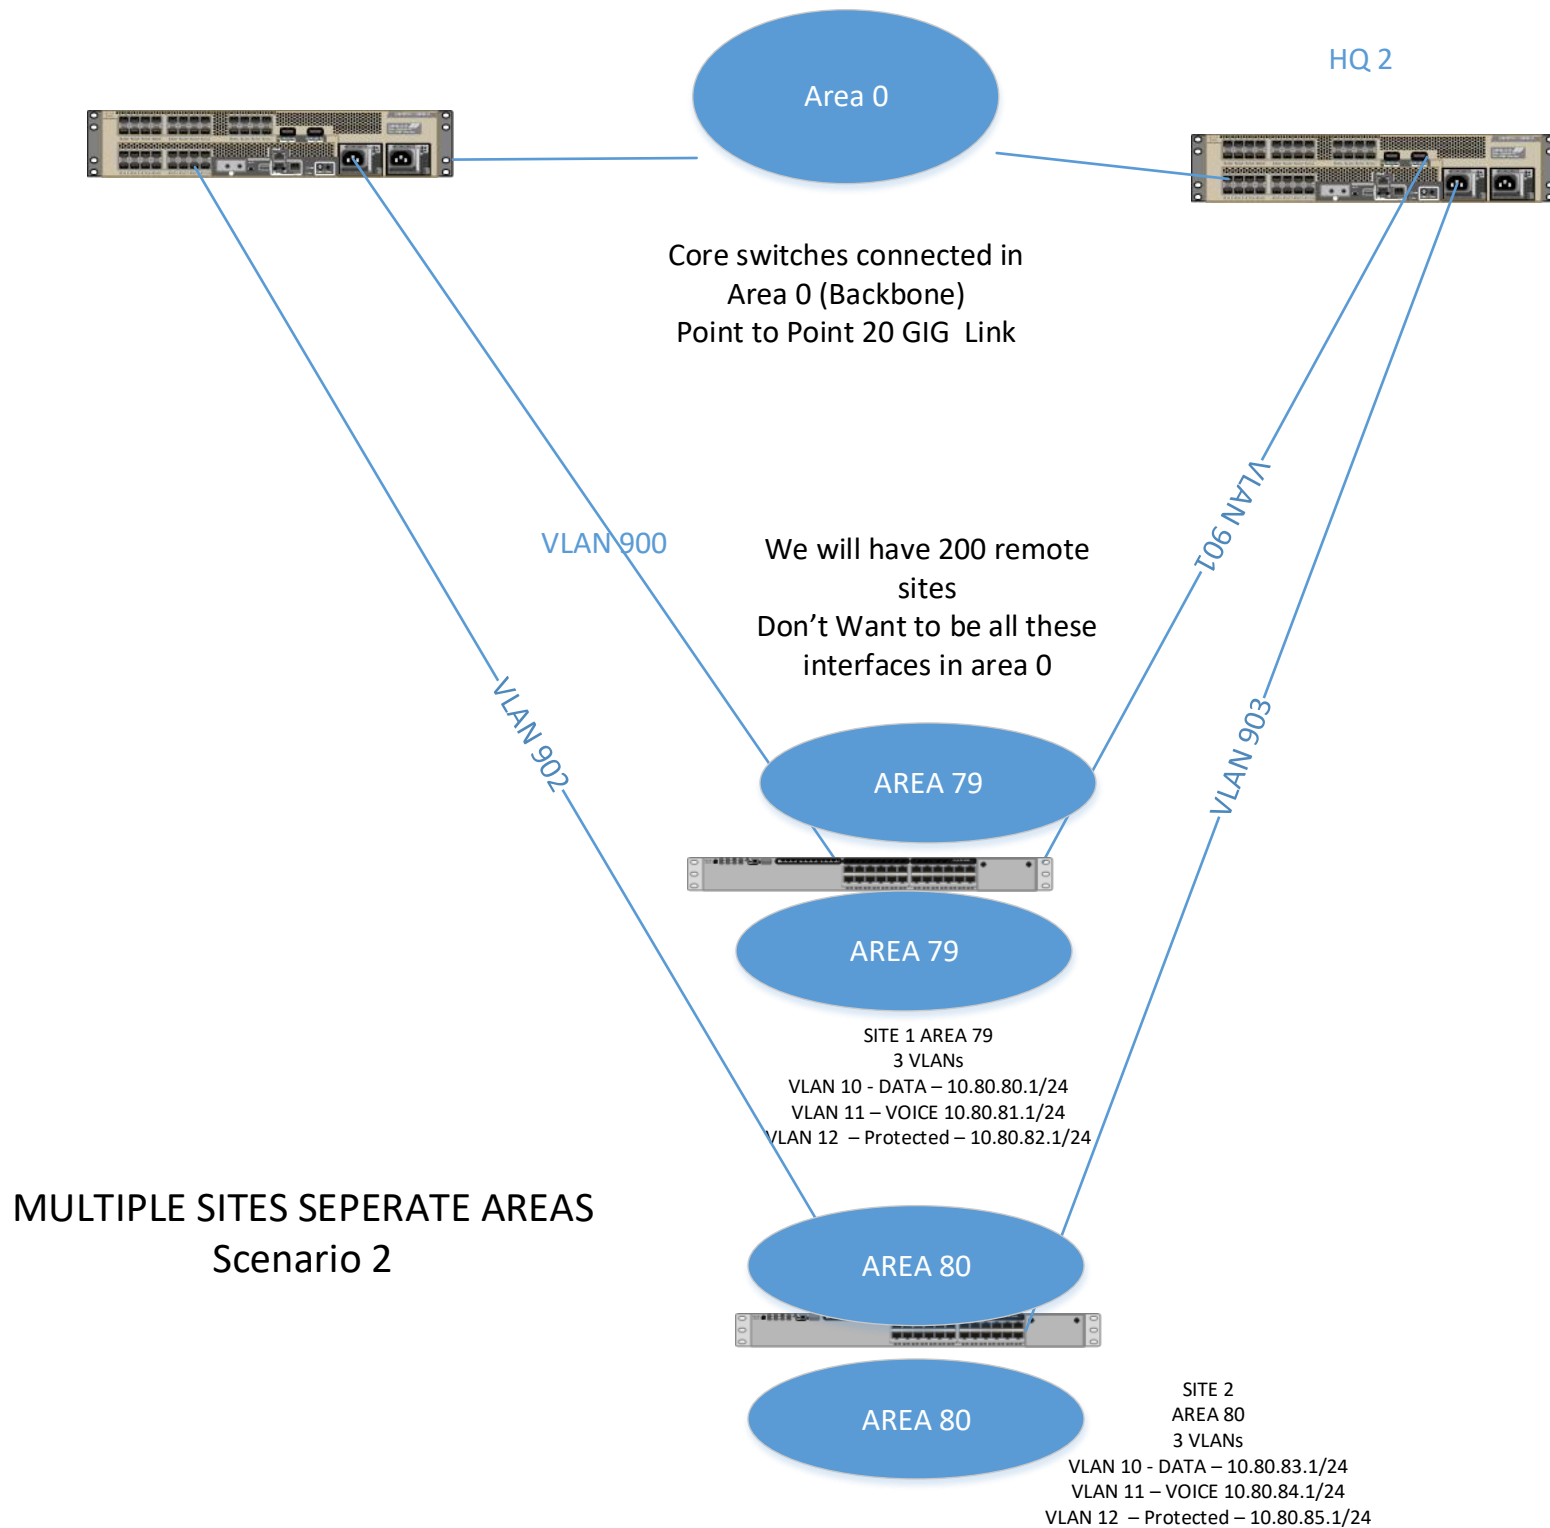 HQ 2
Area 0
Core switches connected in
Area 0 (Backbone)
Point to Point 20 GIG Link
VLAN 900
VLAN 901
We will have 200 remote
sites
Don’t Want to be all these
interfaces in area 0
VLAN 902
VLAN 903
AREA 79
AREA 79
SITE 1 AREA 79
3 VLANs
VLAN 10 - DATA – 10.80.80.1/24
VLAN 11 – VOICE 10.80.81.1/24
VLAN 12 – Protected – 10.80.82.1/24
MULTIPLE SITES SEPERATE AREAS
Scenario 2
AREA 80
AREA 80
SITE 2
AREA 80
3 VLANs
VLAN 10 - DATA – 10.80.83.1/24
VLAN 11 – VOICE 10.80.84.1/24
VLAN 12 – Protected – 10.80.85.1/24